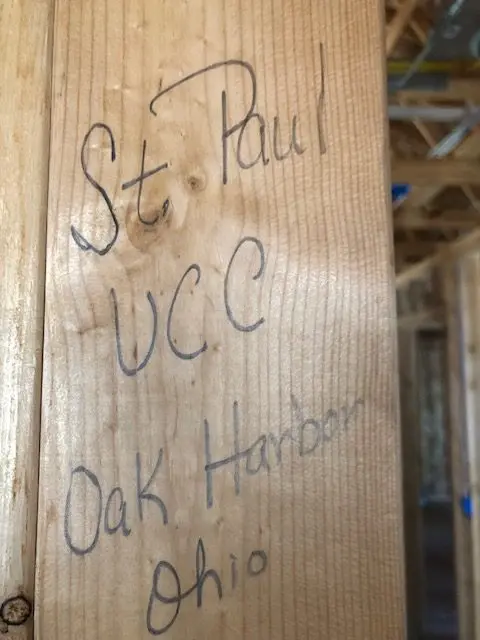 St. Paul
UCC
Oak Harbor
Ohio